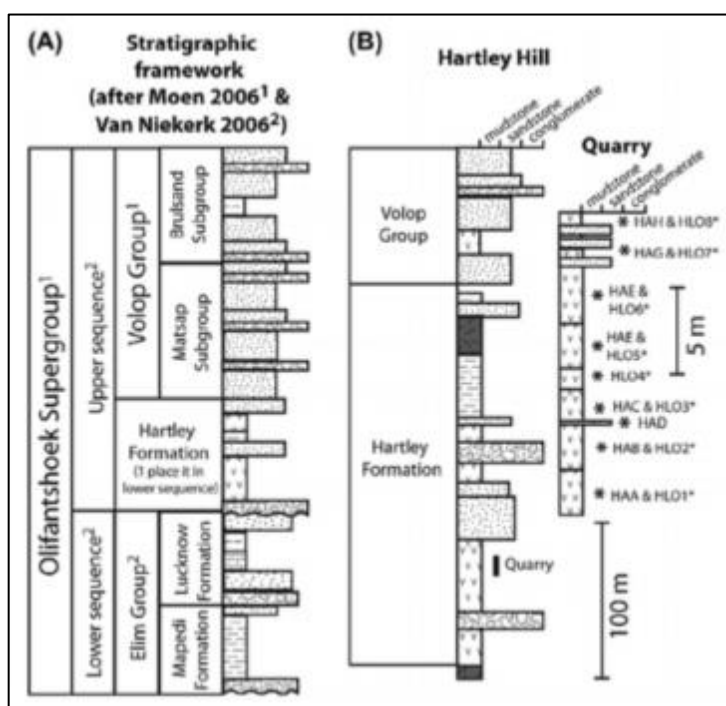 (A)
Stratigraphic
framework
(after Moen 2006¹ &
Van Niekerk 2006²)
Olifantshoek Supergroup¹
Upper sequence²
Lower sequence²
Volop Group¹
Brulsand
Subgroup
Matsap
Subgroup
Hartley
Formation
(1 place it in
lower sequence)
Elim Group²
Lucknow
Formation
Mapedi
Formation
(B)
Hartley Hill
mudstone
sandstone
conglomerate
Volop
Group
Hartley
Formation
Quarry
Quarry
mudstone
sandstone
conglomerate
HAH & HLO8*
HAG & HLO7*
HAE &
HLO6*
HAE &
HLO5*
HLO4*
HAC & HLO3*
HAD
HAB & HLO2*
HAA & HLO1*
5 m
100 m